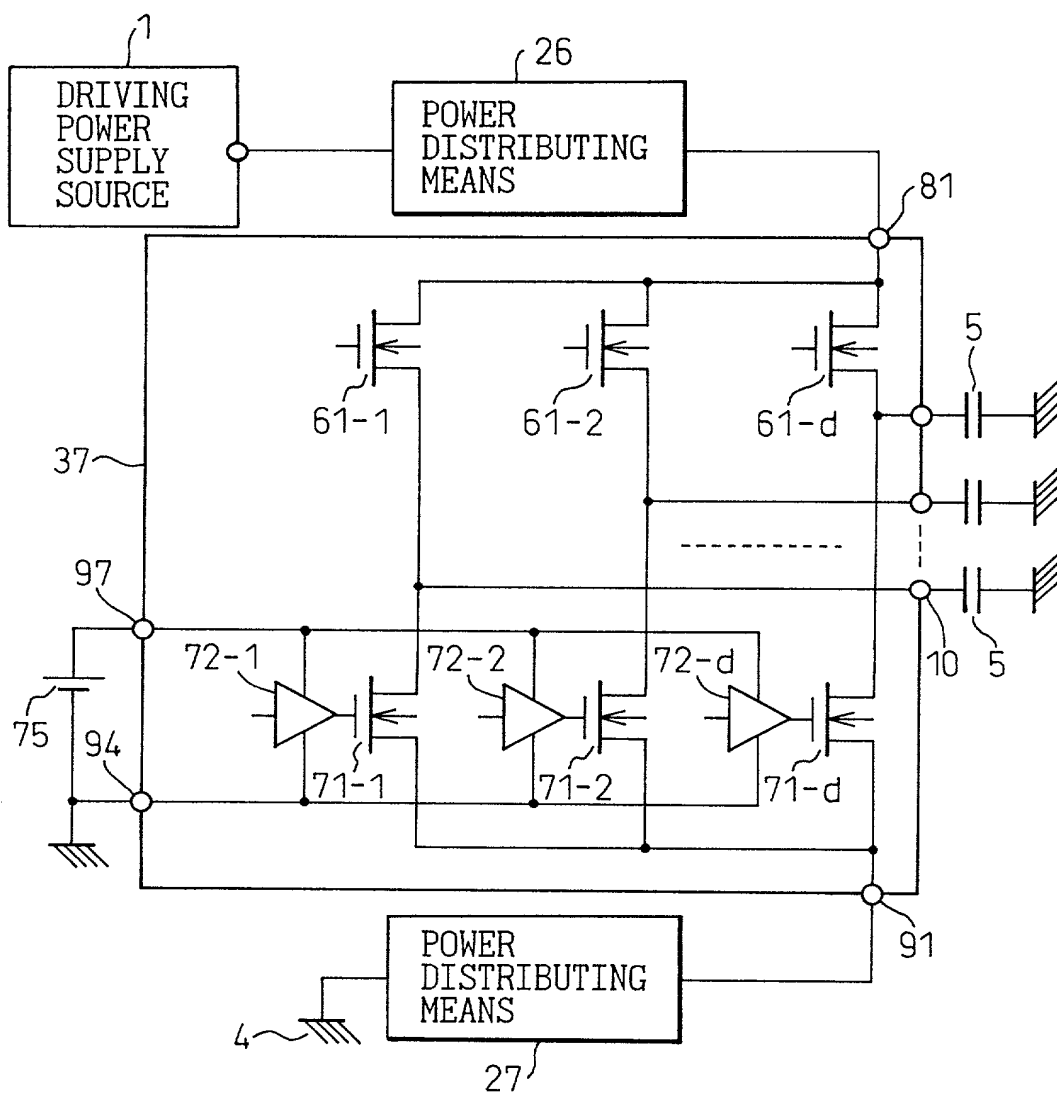 1
DRIVING
POWER
SUPPLY
SOURCE
26
POWER
DISTRIBUTING
MEANS
81
61-1
61-2
61-d
5
37
97
72-1
72-2
72-d
10
5
75
94
71-1
71-2
71-d
91
POWER
DISTRIBUTING
MEANS
4
27